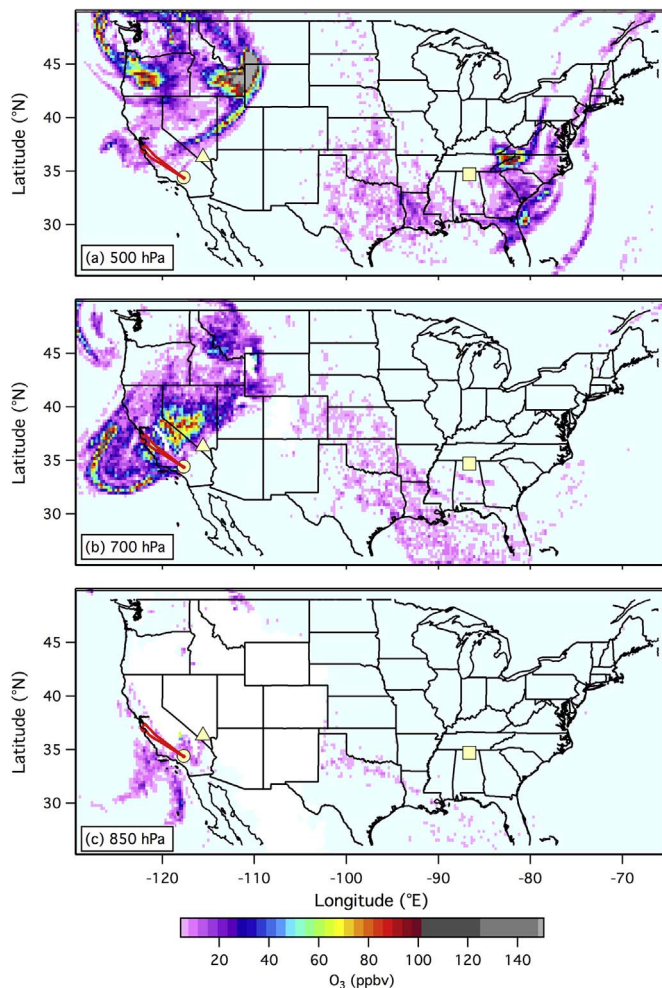 45
40
35
30
Latitude (°N)
(a) 500 hPa
45
40
35
30
Latitude (°N)
(b) 700 hPa
45
40
35
30
Latitude (°N)
(c) 850 hPa
-120 -110 -100 -90 -80 -70
Longitude (°E)
20 40 60 80 100 120 140
O₃ (ppbv)